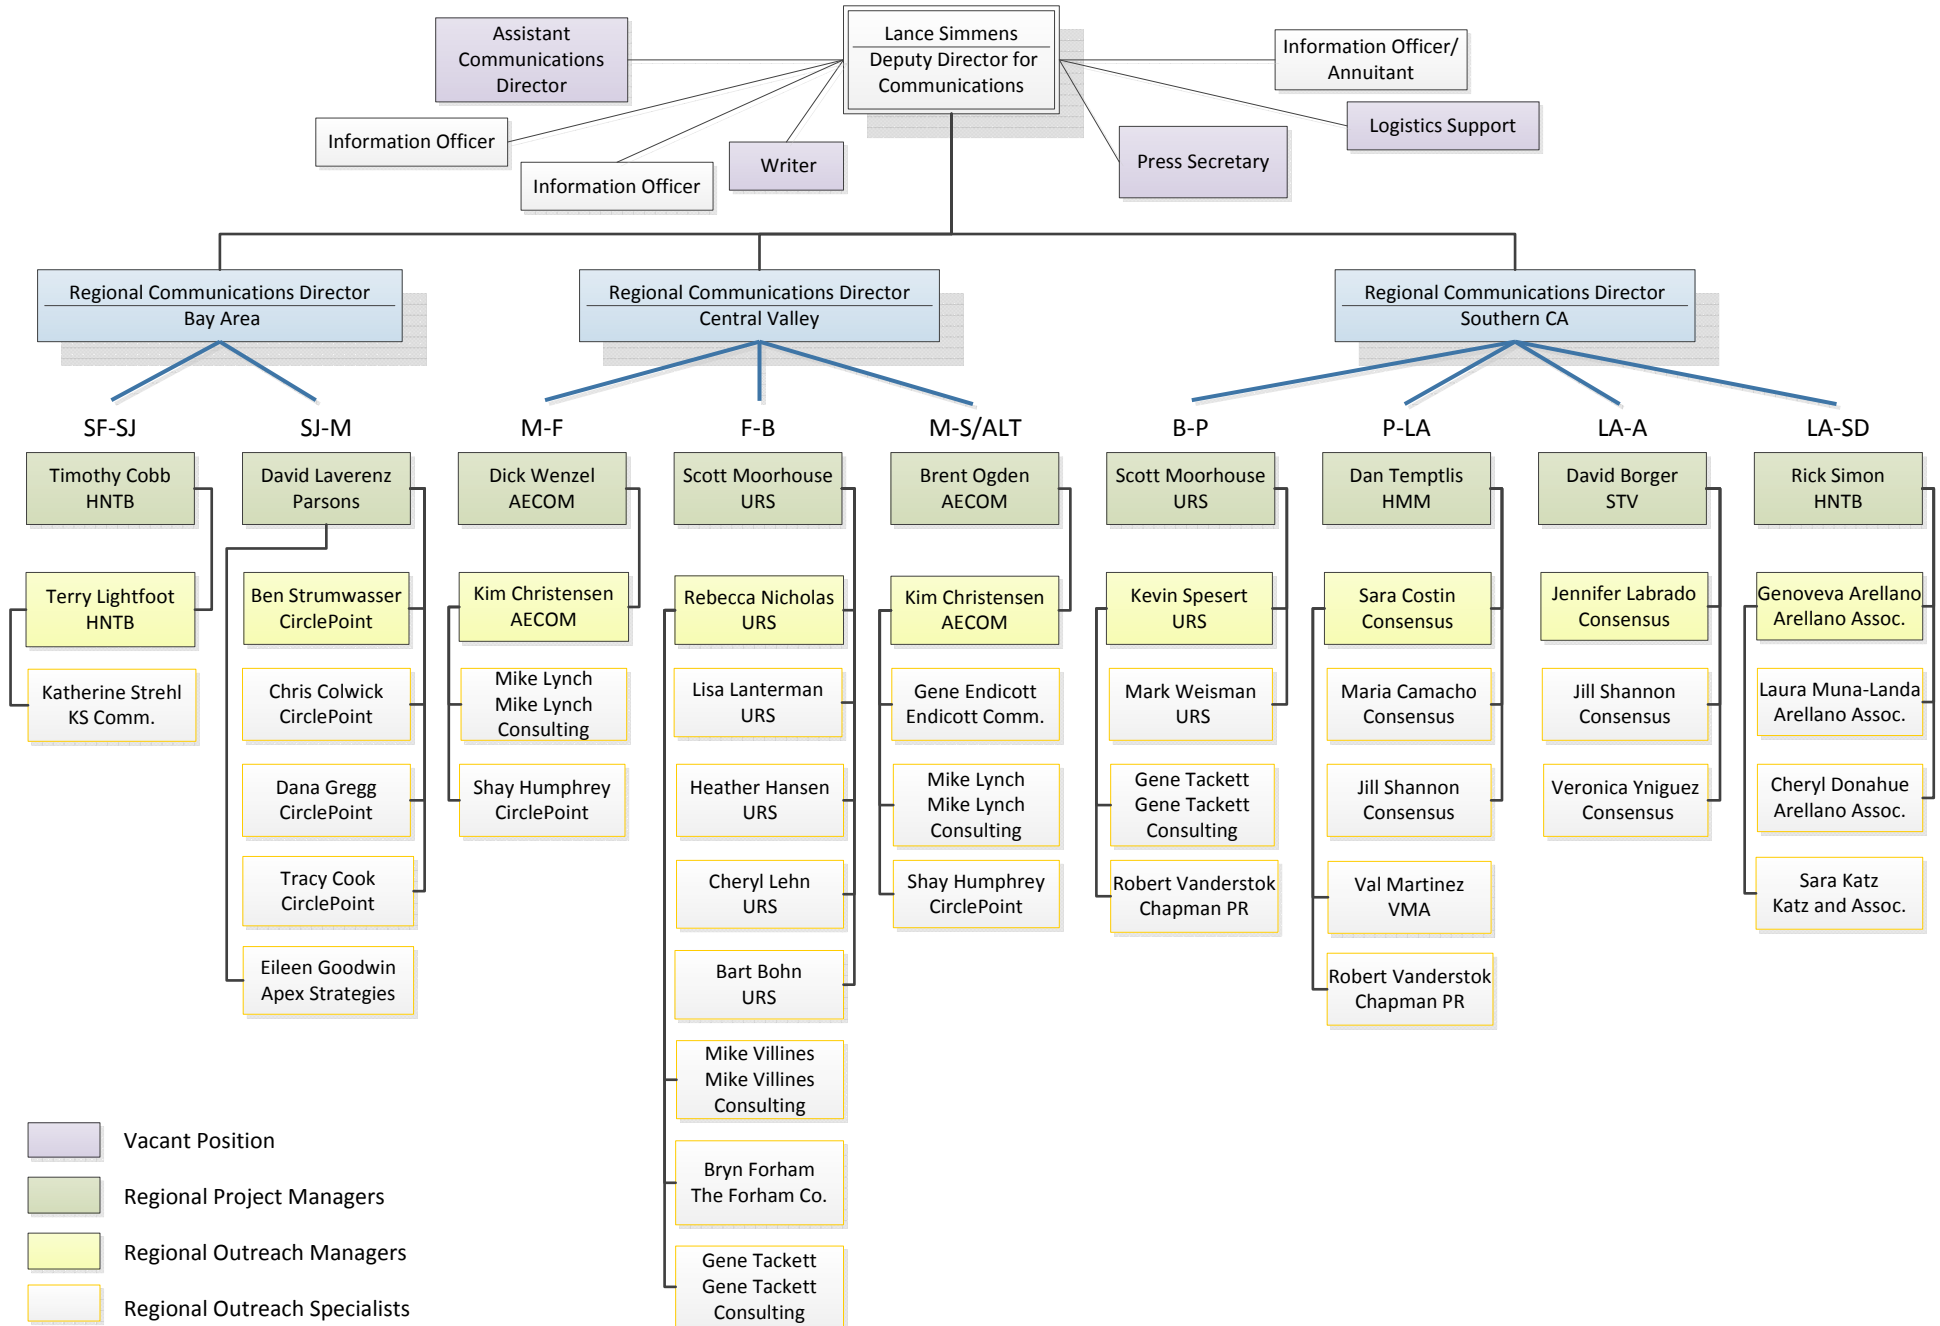 Assistant
Communications
Director
Lance Simmens
Deputy Director for
Communications
Information Officer/
Annuitant
Information Officer
Information Officer
Writer
Press Secretary
Logistics Support
Regional Communications Director
Bay Area
Regional Communications Director
Central Valley
Regional Communications Director
Southern CA
SF-SJ
SJ-M
M-F
F-B
M-S/ALT
B-P
P-LA
LA-A
LA-SD
Timothy Cobb
HNTB
David Laverenz
Parsons
Dick Wenzel
AECOM
Scott Moorhouse
URS
Brent Ogden
AECOM
Scott Moorhouse
URS
Dan Temptlis
HMM
David Borger
STV
Rick Simon
HNTB
Terry Lightfoot
HNTB
Ben Strumwasser
CirclePoint
Kim Christensen
AECOM
Rebecca Nicholas
URS
Kim Christensen
AECOM
Kevin Spesert
URS
Sara Costin
Consensus
Jennifer Labrado
Consensus
Genoveva Arellano
Arellano Assoc.
Katherine Strehl
KS Comm.
Chris Colwick
CirclePoint
Mike Lynch
Mike Lynch
Consulting
Lisa Lanterman
URS
Gene Endicott
Endicott Comm.
Mark Weisman
URS
Maria Camacho
Consensus
Jill Shannon
Consensus
Laura Muna-Landa
Arellano Assoc.
Dana Gregg
CirclePoint
Shay Humphrey
CirclePoint
Heather Hansen
URS
Mike Lynch
Mike Lynch
Consulting
Gene Tackett
Gene Tackett
Consulting
Jill Shannon
Consensus
Veronica Yniguez
Consensus
Cheryl Donahue
Arellano Assoc.
Tracy Cook
CirclePoint
Cheryl Lehn
URS
Shay Humphrey
CirclePoint
Robert Vanderstok
Chapman PR
Val Martinez
VMA
Sara Katz
Katz and Assoc.
Eileen Goodwin
Apex Strategies
Bart Bohn
URS
Robert Vanderstok
Chapman PR
Mike Villines
Mike Villines
Consulting
Bryn Forham
The Forham Co.
Gene Tackett
Gene Tackett
Consulting
Vacant Position
Regional Project Managers
Regional Outreach Managers
Regional Outreach Specialists